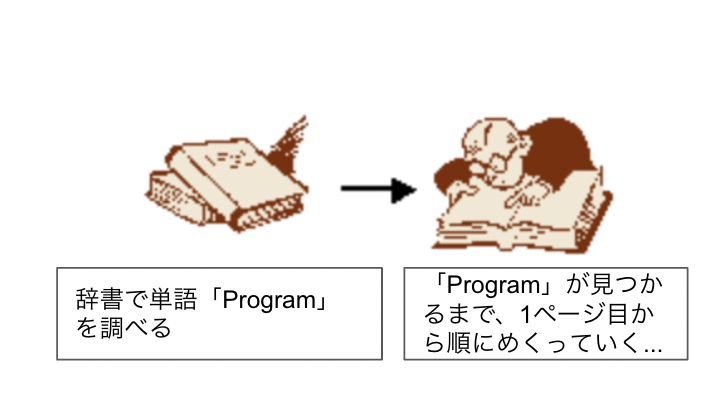 辞書で単語「Program」
を調べる
「Program」が見つか
るまで、1ページ目か
ら順にめくっていく...